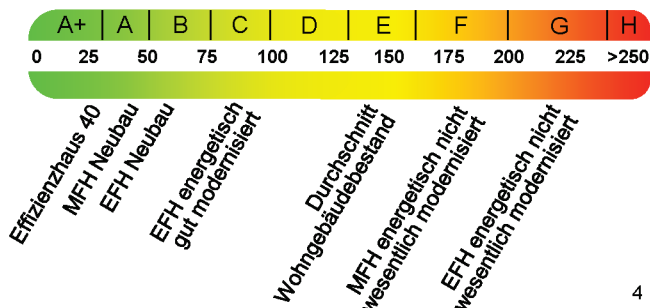 A+ A B C D E F G H
0 25 50 75 100 125 150 175 200 225 >250
Effizienzhaus 40
MFH Neubau
EFH Neubau
EFH energetisch
gut modernisiert
Durchschnitt
Wohngebäudebestand
MFH energetisch nicht
wesentlich modernisiert
EFH energetisch nicht
wesentlich modernisiert
4